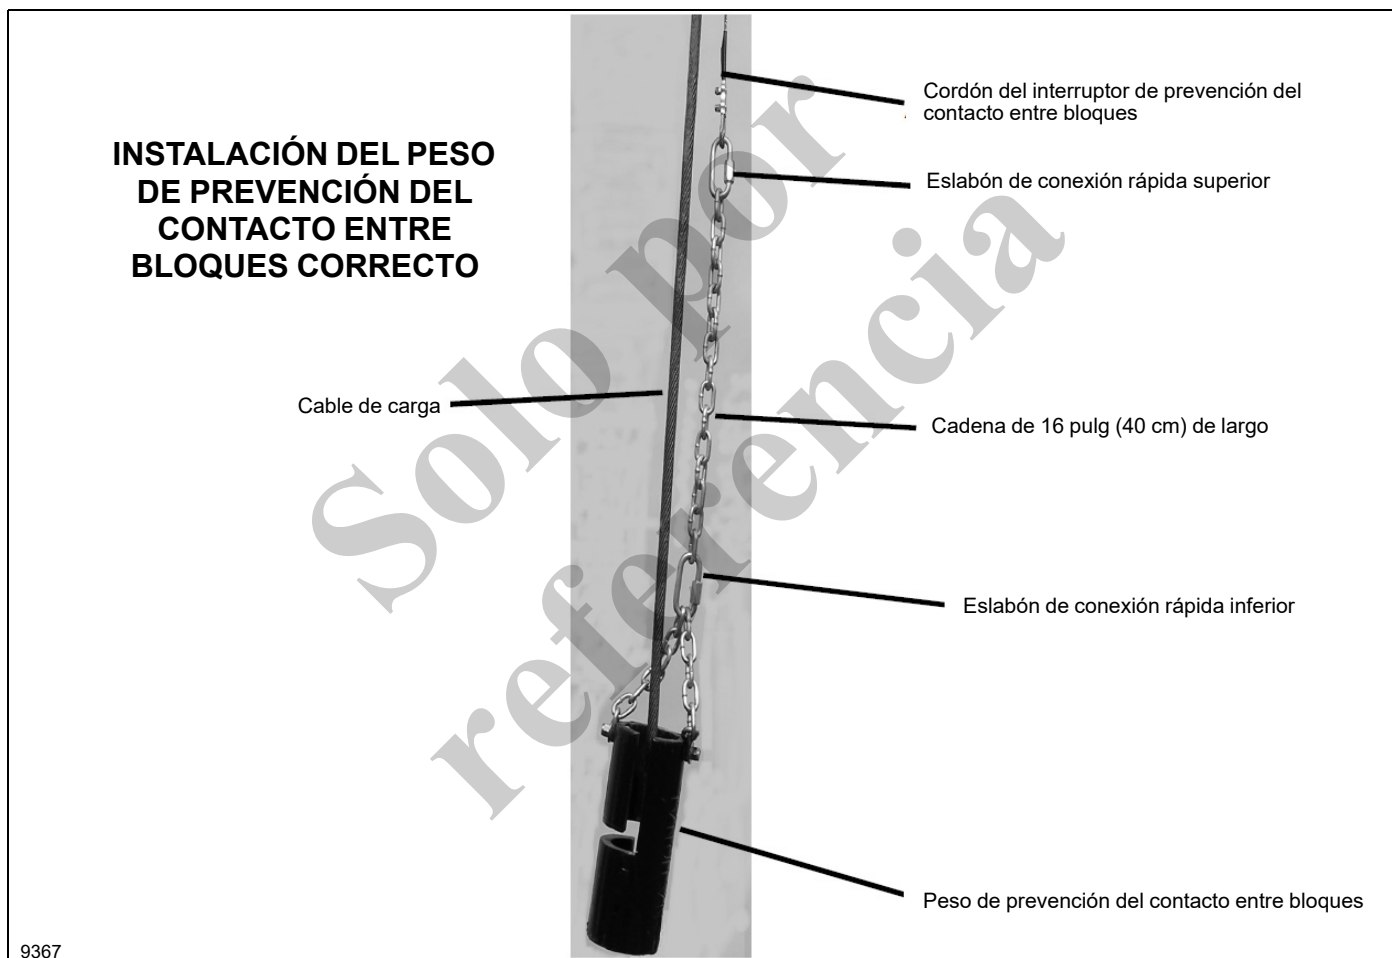 INSTALACIÓN DEL PESO
DE PREVENCIÓN DEL
CONTACTO ENTRE
BLOQUES CORRECTO
Cordón del interruptor de prevención del
contacto entre bloques
Eslabón de conexión rápida superior
Cable de carga
Cadena de 16 pulg (40 cm) de largo
Eslabón de conexión rápida inferior
Peso de prevención del contacto entre bloques
9367
Solo por
referencia